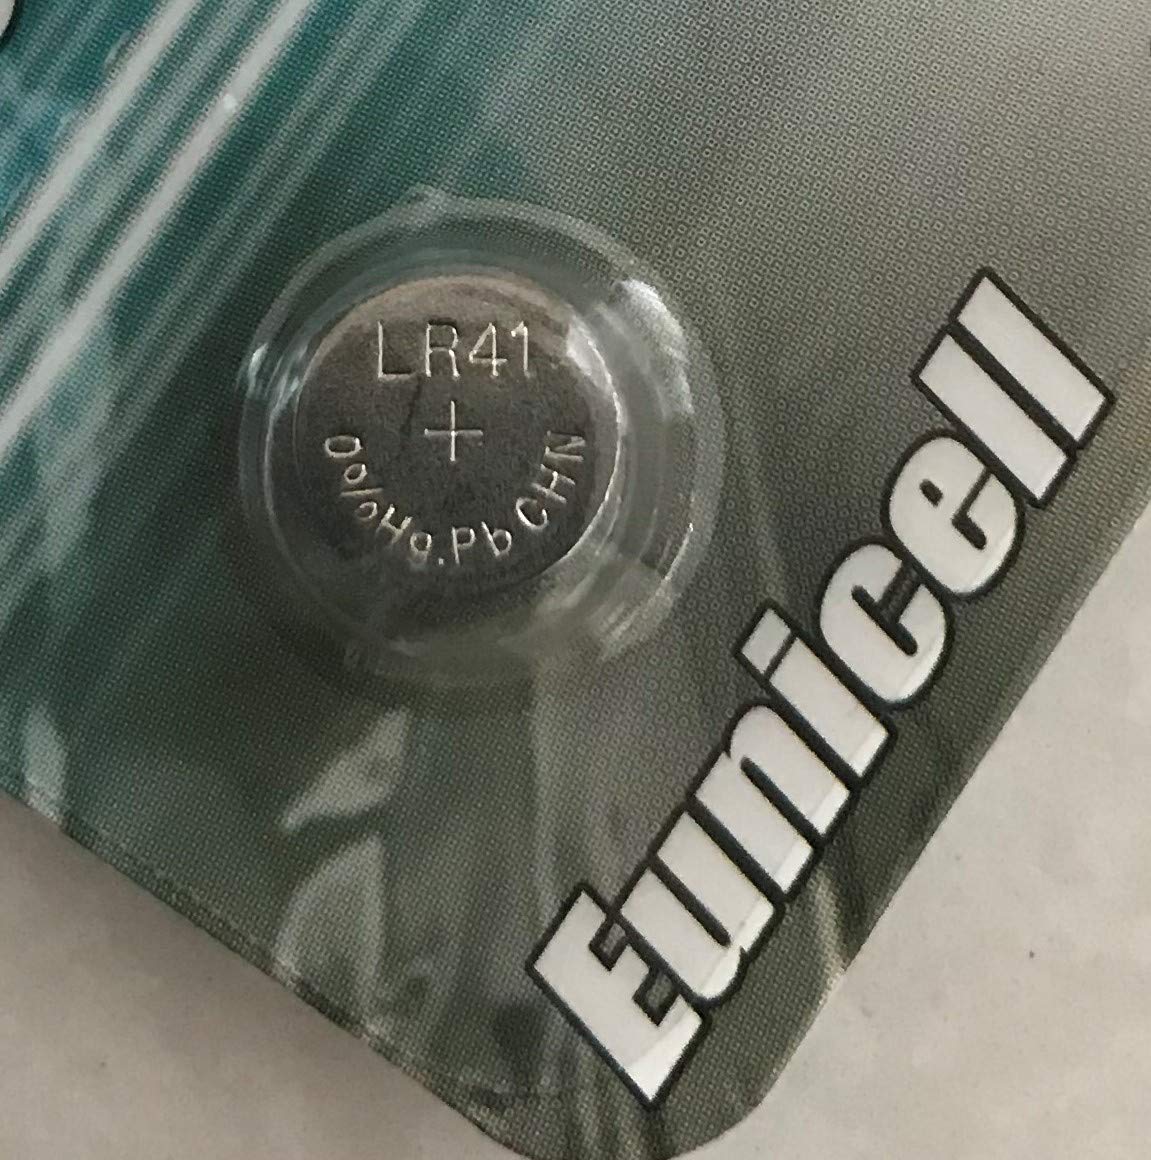 LR41
+
0%Hg.Pb CHN
Eunicell